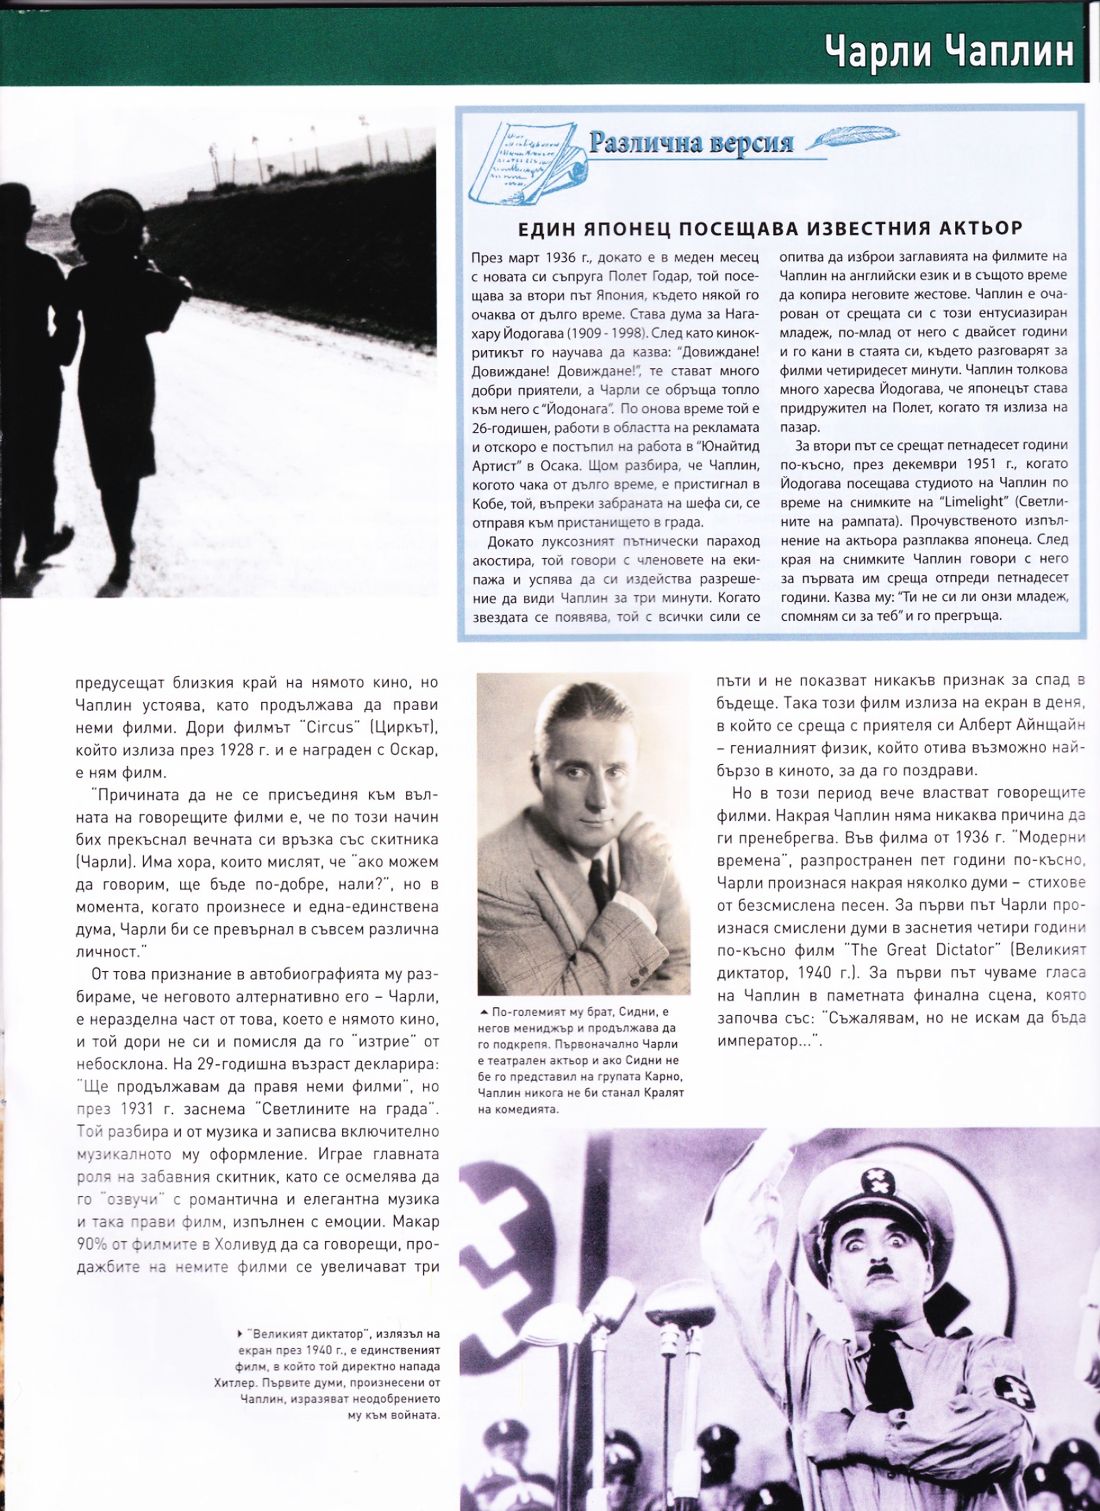 Чарли Чаплин
Различна версия
ЕДИН ЯПОНЕЦ ПОСЕЩАВА ИЗВЕСТНИЯ АКТЬОР
През март 1936 г., докато е в меден месец
с новата си съпруга Полет Годар, той посе-
щава за втори път Япония, където някой го
очаква от дълго време. Става дума за Нага-
хару Йодогава (1909 - 1998). След като кинок-
ритикът го научава да казва: "Довиждане!
Довиждане! Довиждане!", те стават много
добри приятели, а Чарли се обръща топло
към него с "Йодонага". По онова време той е
26-годишен, работи в областта на рекламата
и отскоро е постъпил на работа в "Юнайтид
Артист" в Осака. Щом разбира, че Чаплин,
когото чака от дълго време, е пристигнал в
Кобе, той, въпреки забраната на шефа си, се
отправя към пристанището в града.
Докато луксозният пътнически параход
акостира, той говори с членовете на еки-
пажа и успява да си издейства разреше-
ние да види Чаплин за три минути. Когато
звездата се появява, той с всички сили се
опитва да изброи заглавията на филмите на
Чаплин на английски език и в същото време
да копира неговите жестове. Чаплин е оча-
рован от срещата си с този ентусиазиран
младеж, по-млад от него с двайсет години
и го кани в стаята си, където разговарят за
филми четиридесет минути. Чаплин толкова
много харесва Йодогава, че японецът става
придружител на Полет, когато тя излиза на
пазар.
За втори път се срещат петнадесет години
по-късно, през декември 1951 г., когато
Йодогава посещава студиото на Чаплин по
време на снимките на "Limelight" (Светли-
ните на рампата). Прочувственото изпъл-
нение на актьора разплаква японеца. След
края на снимките Чаплин говори с него
за първата им среща отпреди петнадесет
години. Казва му: "Ти не си ли онзи младеж,
спомням си за теб" и го прегръща.
предусещат близкия край на нямото кино, но
Чаплин устоява, като продължава да прави
неми филми. Дори филмът "Circus" (Циркът),
който излиза през 1928 г. и е награден с Оскар,
е ням филм.
"Причината да не се присъединя към въл-
ната на говорещите филми е, че по този начин
бих прекъснал вечната си връзка със скитника
(Чарли). Има хора, които мислят, че "ако можем
да говорим, ще бъде по-добре, нали?", но в
момента, когато произнесе и една-единствена
дума, Чарли би се превърнал в съвсем различна
личност."
От това признание в автобиографията му раз-
бираме, че неговото алтернативно его – Чарли,
е неразделна част от това, което е нямото кино,
и той дори не си и помисля да го "изтрие" от
небосклона. На 29-годишна възраст декларира:
"Ще продължавам да правя неми филми", но
през 1931 г. заснема "Светлините на града".
Той разбира и от музика и записва включително
музикалното му оформление. Играе главната
роля на забавния скитник, като се осмелява да
го "озвучи" с романтична и елегантна музика
и така прави филм, изпълнен с емоции. Макар
90% от филмите в Холивуд да са говорещи, про-
дажбите на немите филми се увеличават три
По-големият му брат, Сидни, е
негов мениджър и продължава да
го подкрепя. Първоначално Чарли
е театрален актьор и ако Сидни не
бе го представил на групата Карно,
Чаплин никога не би станал Кралят
на комедията.
пъти и не показват никакъв признак за спад в
бъдеще. Така този филм излиза на екран в деня,
в който се среща с приятеля си Алберт Айнщайн
– гениалният физик, който отива възможно най-
бързо в киното, за да го поздрави.
Но в този период вече властват говорещите
филми. Накрая Чаплин няма никаква причина да
ги пренебрегва. Във филма от 1936 г. "Модерни
времена", разпространен пет години по-късно,
Чарли произнася накрая няколко думи – стихове
от безсмислена песен. За първи път Чарли про-
изнася смислени думи в заснетия четири години
по-късно филм "The Great Dictator" (Великият
диктатор, 1940 г.). За първи път чуваме гласа
на Чаплин в паметната финална сцена, която
започва със: "Съжалявам, но не искам да бъда
император...".
"Великият диктатор", излязъл на
екран през 1940 г., е единственият
филм, в който той директно напада
Хитлер. Първите думи, произнесени от
Чаплин, изразяват неодобрението
му към войната.